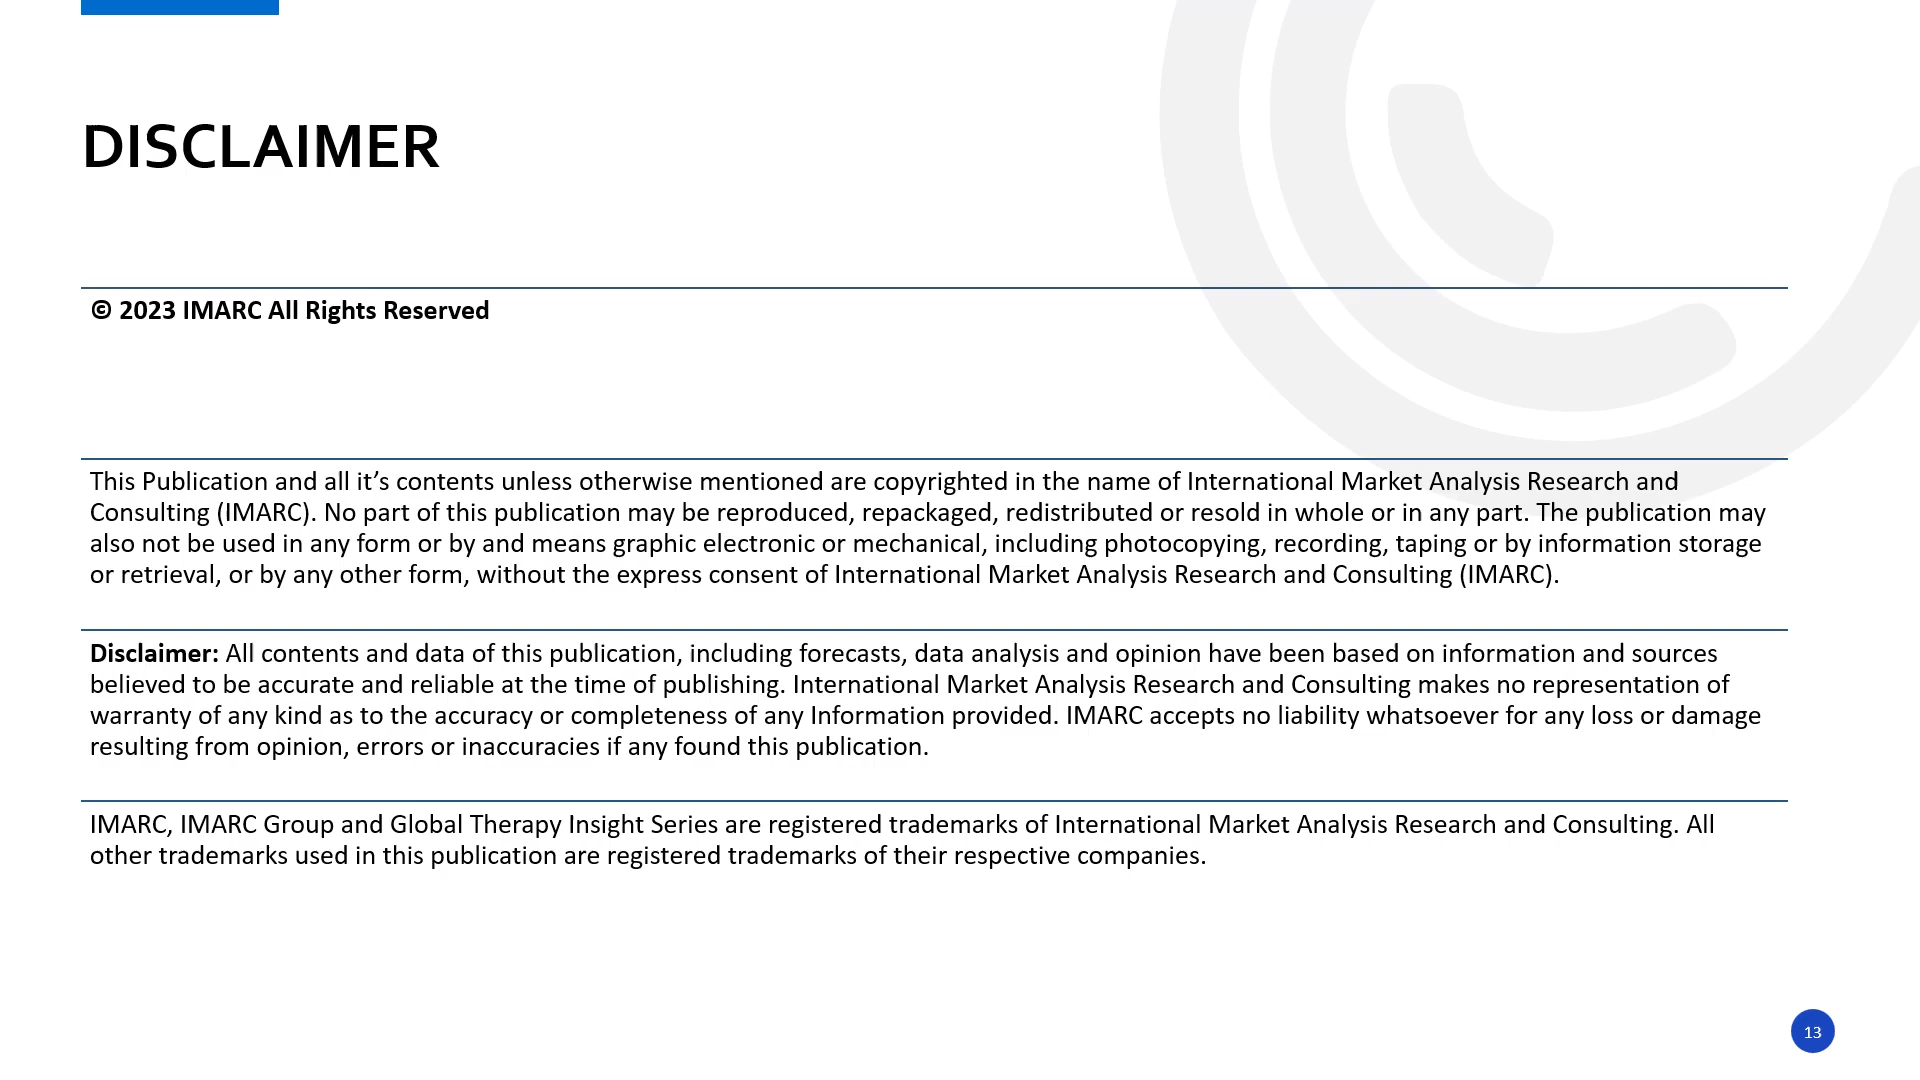 DISCLAIMER
© 2023 IMARC All Rights Reserved
This Publication and all it’s contents unless otherwise mentioned are copyrighted in the name of International Market Analysis Research and
Consulting (IMARC). No part of this publication may be reproduced, repackaged, redistributed or resold in whole or in any part. The publication may
also not be used in any form or by and means graphic electronic or mechanical, including photocopying, recording, taping or by information storage
or retrieval, or by any other form, without the express consent of International Market Analysis Research and Consulting (IMARC).
Disclaimer: All contents and data of this publication, including forecasts, data analysis and opinion have been based on information and sources
believed to be accurate and reliable at the time of publishing. International Market Analysis Research and Consulting makes no representation of
warranty of any kind as to the accuracy or completeness of any Information provided. IMARC accepts no liability whatsoever for any loss or damage
resulting from opinion, errors or inaccuracies if any found this publication.
IMARC, IMARC Group and Global Therapy Insight Series are registered trademarks of International Market Analysis Research and Consulting. All
other trademarks used in this publication are registered trademarks of their respective companies.
13